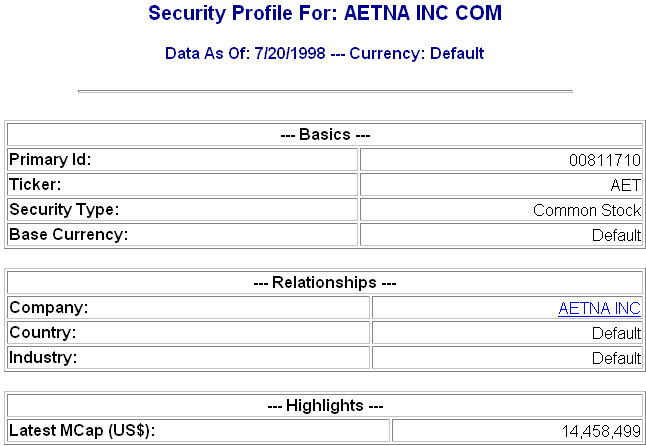 Security Profile For: AETNA INC COM
Data As Of: 7/20/1998 --- Currency: Default
--- Basics ---
Primary Id: 00811710
Ticker: AET
Security Type: Common Stock
Base Currency: Default
--- Relationships ---
Company: AETNA INC
Country: Default
Industry: Default
--- Highlights ---
Latest MCap (US$): 14,458,499